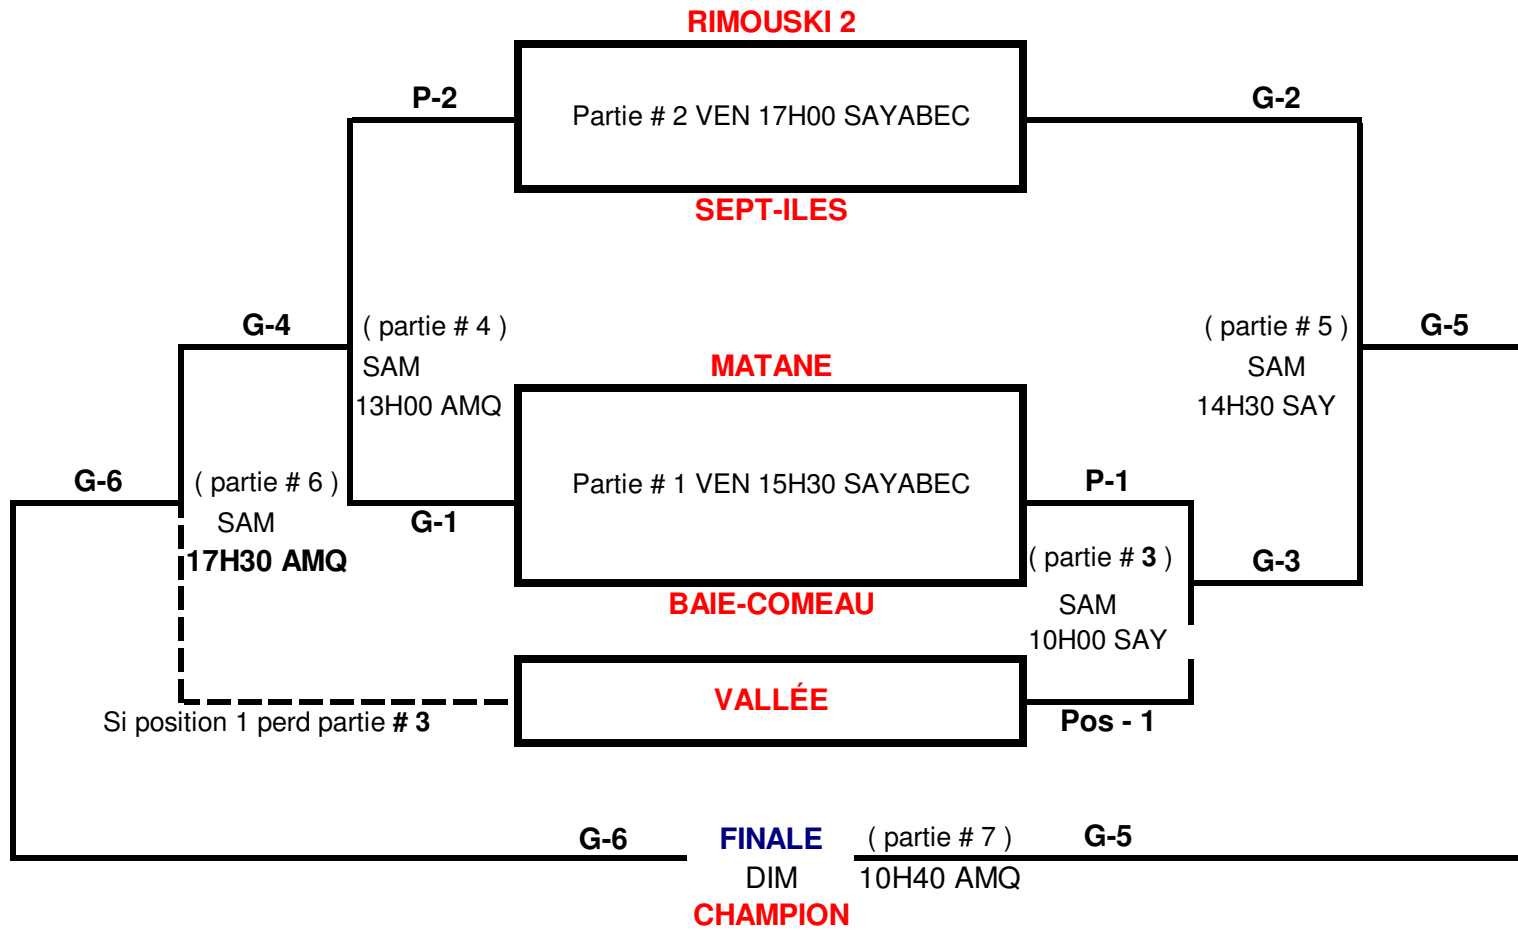 RIMOUSKI 2
P-2
Partie # 2 VEN 17H00 SAYABEC
G-2
SEPT-ILES
G-4
( partie # 4 )
SAM
13H00 AMQ
MATANE
( partie # 5 )
SAM
14H30 SAY
G-5
G-6
( partie # 6 )
SAM
17H30 AMQ
G-1
Partie # 1 VEN 15H30 SAYABEC
P-1
( partie # 3 )
SAM
10H00 SAY
G-3
BAIE-COMEAU
VALLÉE
Si position 1 perd partie # 3
Pos - 1
G-6
FINALE
( partie # 7 )
G-5
DIM
10H40 AMQ
CHAMPION